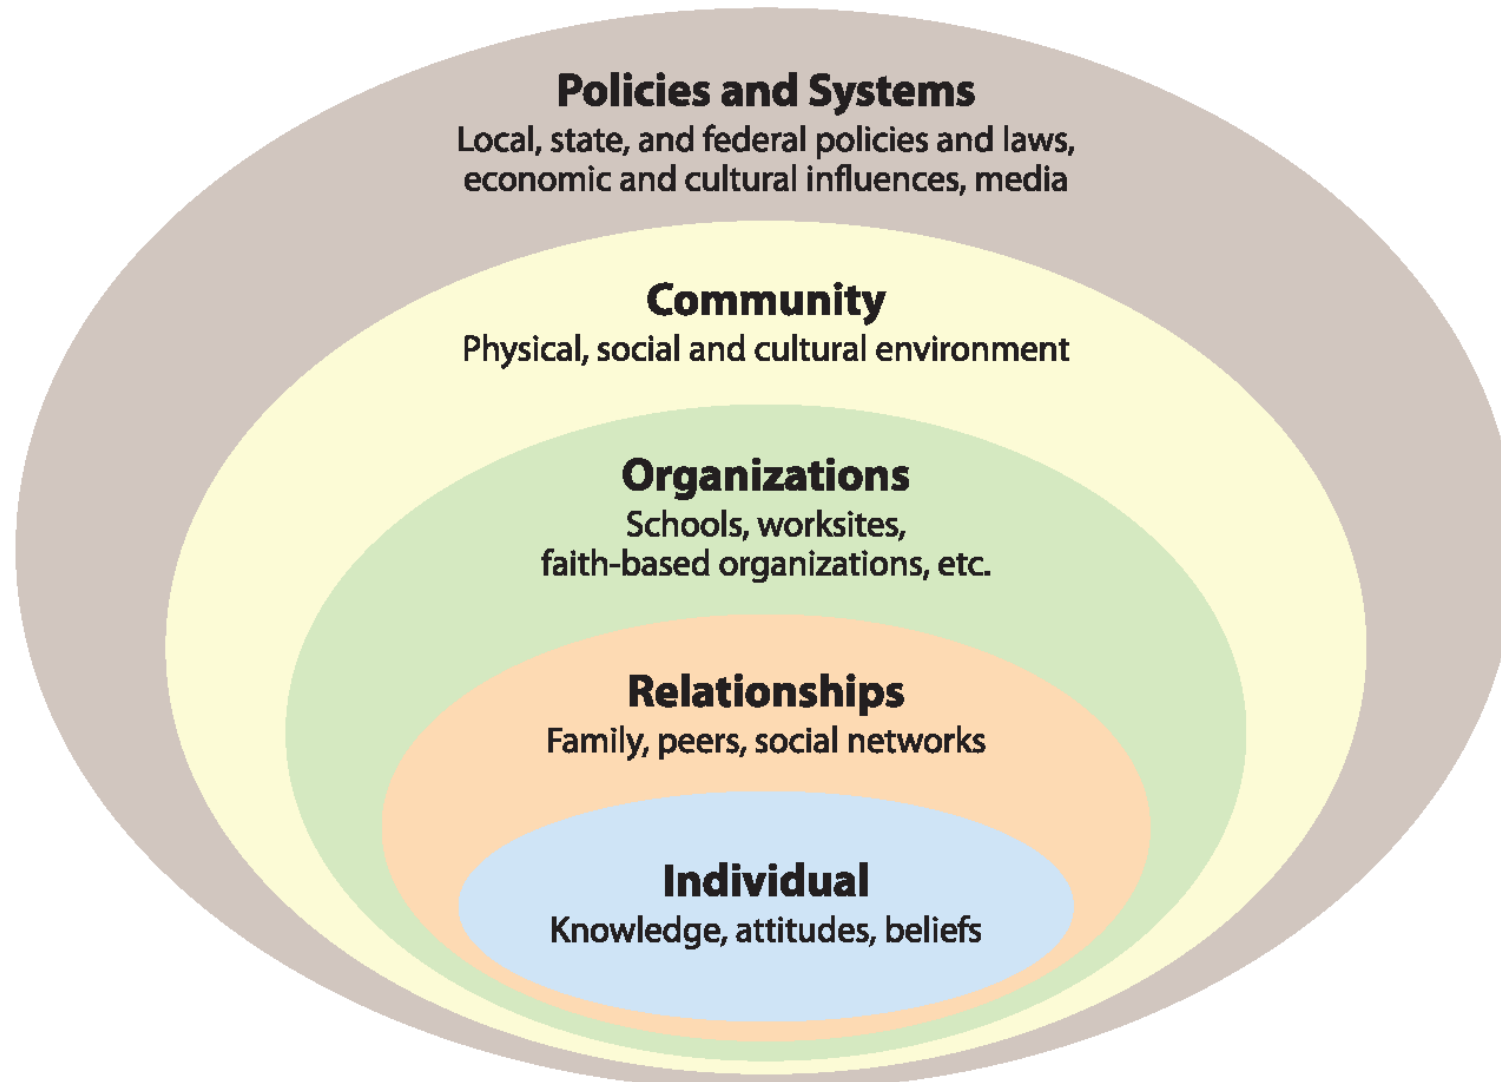 Policies and Systems
Local, state, and federal policies and laws,
economic and cultural influences, media
Community
Physical, social and cultural environment
Organizations
Schools, worksites,
faith-based organizations, etc.
Relationships
Family, peers, social networks
Individual
Knowledge, attitudes, beliefs